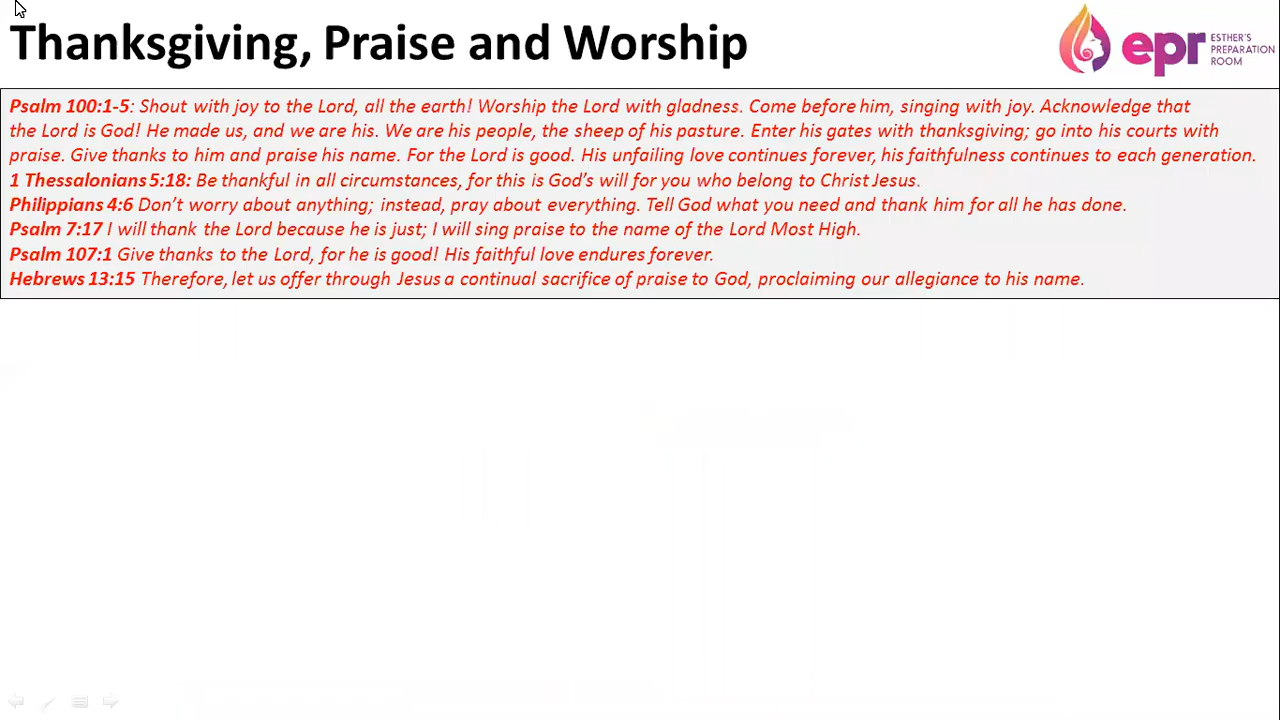 Thanksgiving, Praise and Worship
epr ESTHER'S
PREPARATION
ROOM
Psalm 100:1-5: Shout with joy to the Lord, all the earth! Worship the Lord with gladness. Come before him, singing with joy. Acknowledge that
the Lord is God! He made us, and we are his. We are his people, the sheep of his pasture. Enter his gates with thanksgiving; go into his courts with
praise. Give thanks to him and praise his name. For the Lord is good. His unfailing love continues forever, his faithfulness continues to each generation.
1 Thessalonians 5:18: Be thankful in all circumstances, for this is God’s will for you who belong to Christ Jesus.
Philippians 4:6 Don’t worry about anything; instead, pray about everything. Tell God what you need and thank him for all he has done.
Psalm 7:17 I will thank the Lord because he is just; I will sing praise to the name of the Lord Most High.
Psalm 107:1 Give thanks to the Lord, for he is good! His faithful love endures forever.
Hebrews 13:15 Therefore, let us offer through Jesus a continual sacrifice of praise to God, proclaiming our allegiance to his name.